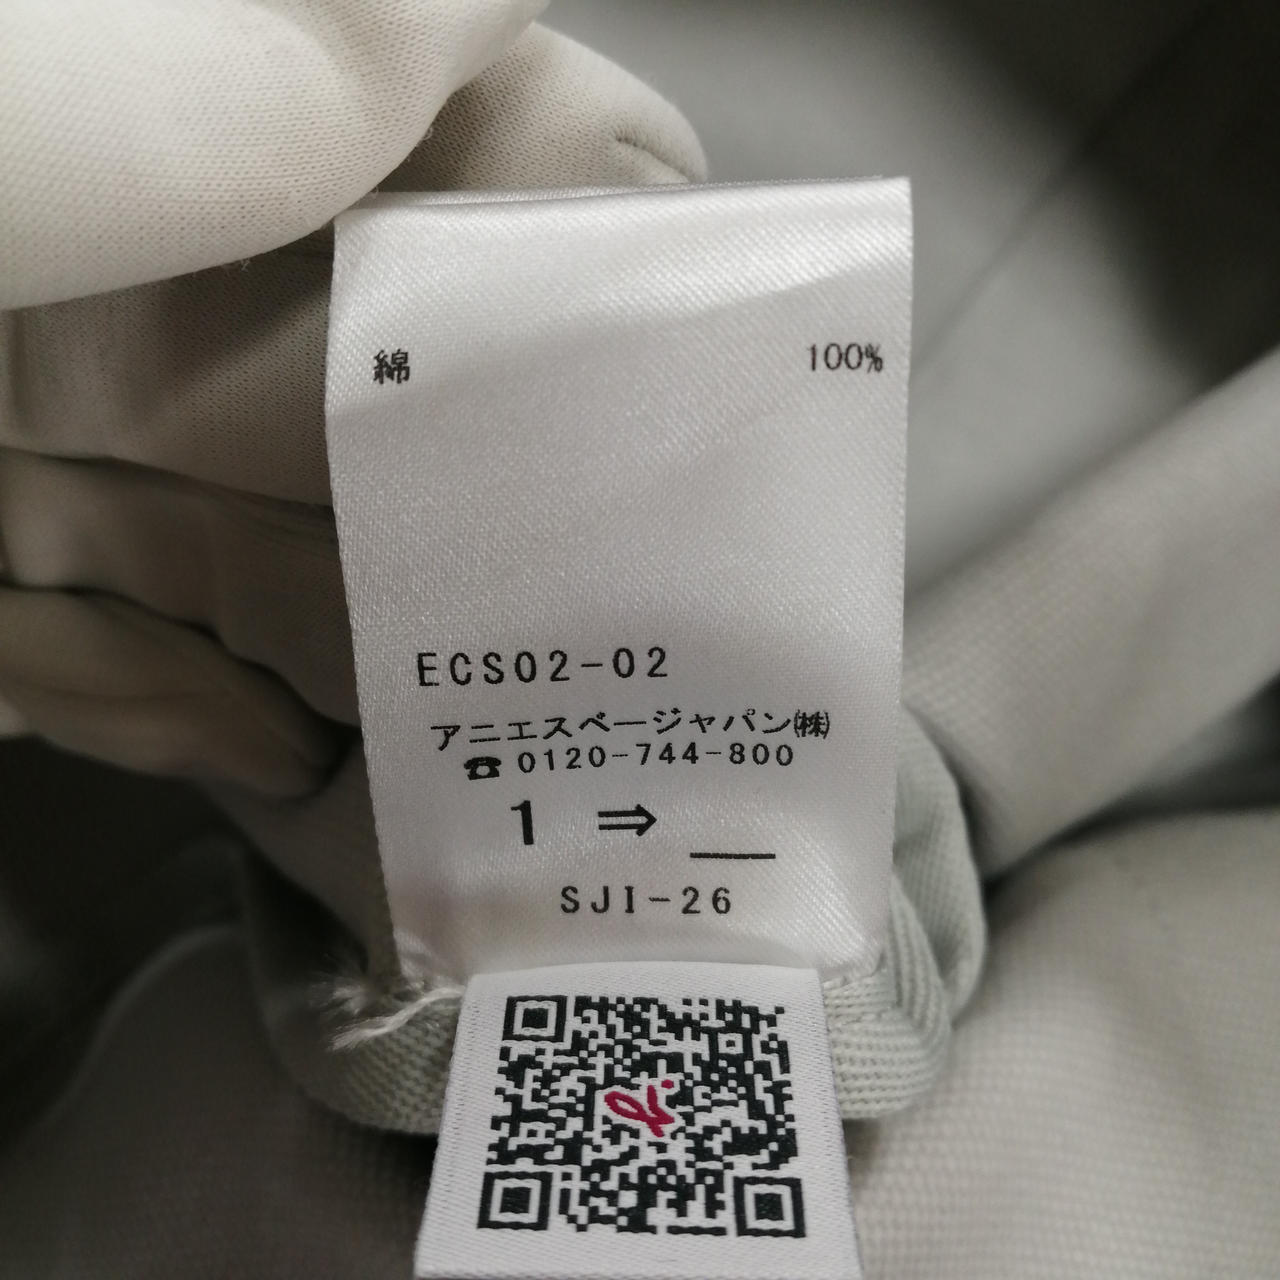 綿 100%
ECS02-02
アニエスベージャパン㈱
☎0120-744-800
1 ⇒ __
SJI-26
b.